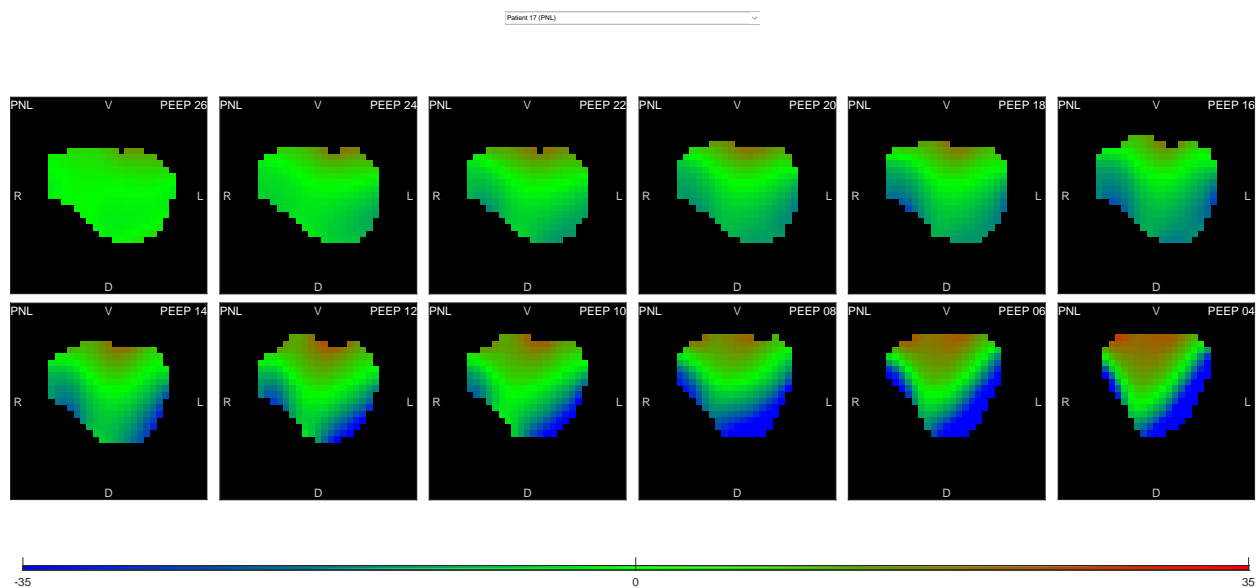 Patient 17 (PNL)
PNL V PEEP 26
R L
D
PNL V PEEP 24
R L
D
PNL V PEEP 22
R L
D
PNL V PEEP 20
R L
D
PNL V PEEP 18
R L
D
PNL V PEEP 16
R L
D
PNL V PEEP 14
R L
D
PNL V PEEP 12
R L
D
PNL V PEEP 10
R L
D
PNL V PEEP 08
R L
D
PNL V PEEP 06
R L
D
PNL V PEEP 04
R L
D
-35 0 35